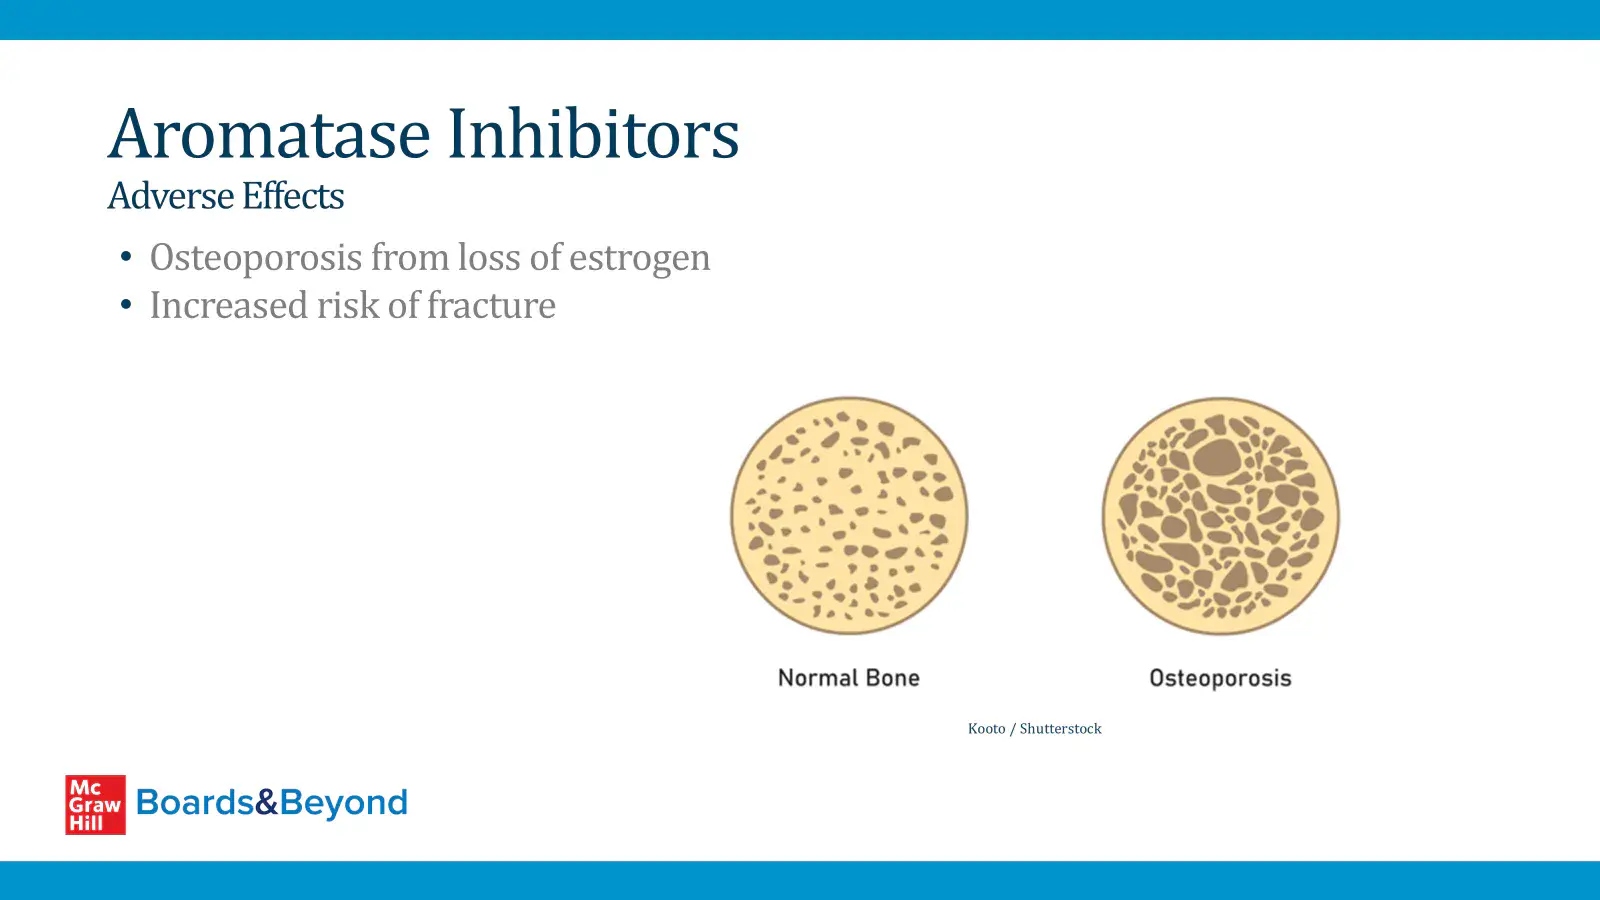 Aromatase Inhibitors
Adverse Effects
• Osteoporosis from loss of estrogen
• Increased risk of fracture
Normal Bone
Osteoporosis
Kooto / Shutterstock
Mc
Graw
Hill
Boards&Beyond